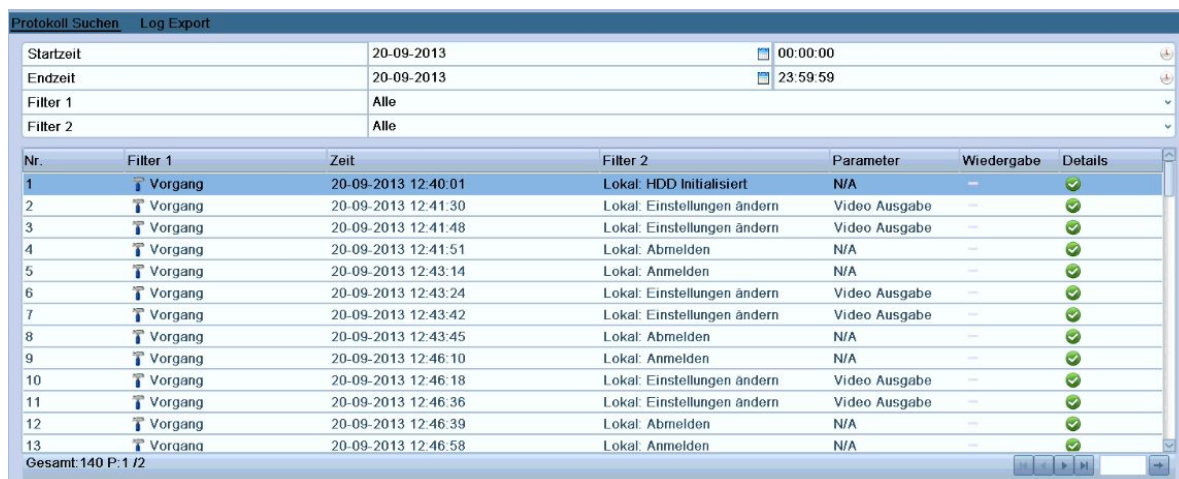 Protokoll Suchen Log Export
Startzeit 20-09-2013 00:00:00
Endzeit 20-09-2013 23:59:59
Filter 1 Alle
Filter 2 Alle
Nr. Filter 1 Zeit Filter 2 Parameter Wiedergabe Details
1 Vorgang 20-09-2013 12:40:01 Lokal: HDD Initialisiert N/A –
2 Vorgang 20-09-2013 12:41:30 Lokal: Einstellungen ändern Video Ausgabe –
3 Vorgang 20-09-2013 12:41:48 Lokal: Einstellungen ändern Video Ausgabe –
4 Vorgang 20-09-2013 12:41:51 Lokal: Abmelden N/A –
5 Vorgang 20-09-2013 12:43:14 Lokal: Anmelden N/A –
6 Vorgang 20-09-2013 12:43:24 Lokal: Einstellungen ändern Video Ausgabe –
7 Vorgang 20-09-2013 12:43:42 Lokal: Einstellungen ändern Video Ausgabe –
8 Vorgang 20-09-2013 12:43:45 Lokal: Abmelden N/A –
9 Vorgang 20-09-2013 12:46:10 Lokal: Anmelden N/A –
10 Vorgang 20-09-2013 12:46:18 Lokal: Einstellungen ändern Video Ausgabe –
11 Vorgang 20-09-2013 12:46:36 Lokal: Einstellungen ändern Video Ausgabe –
12 Vorgang 20-09-2013 12:46:39 Lokal: Abmelden N/A –
13 Vorgang 20-09-2013 12:46:58 Lokal: Anmelden N/A –
Gesamt:140 P:1 /2